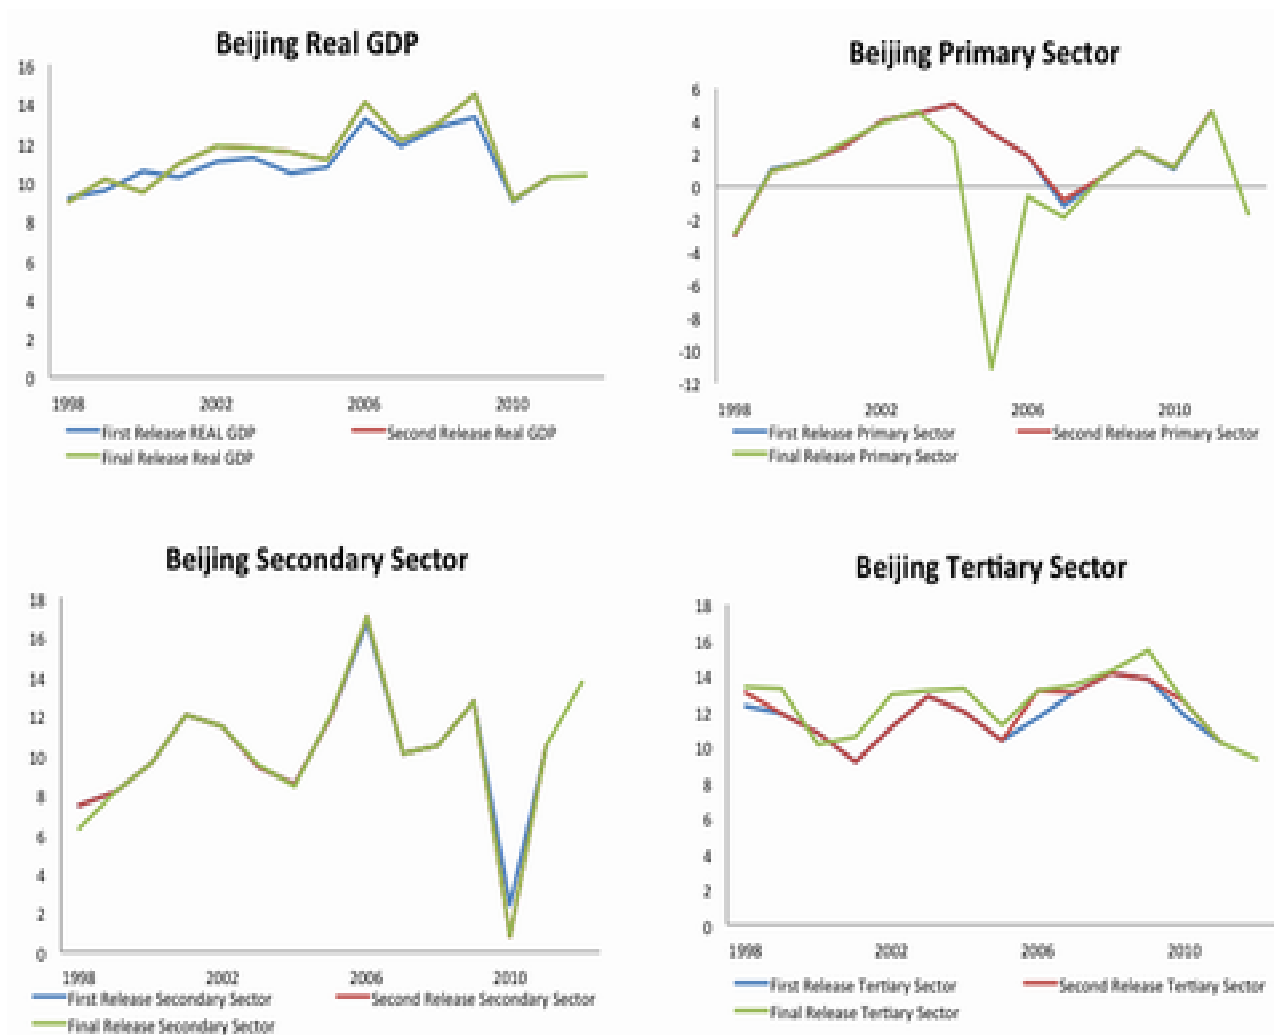 Beijing Real GDP
16
14
12
10
8
6
4
2
0
1998 2002 2006 2010
First Release REAL GDP Second Release Real GDP
Final Release Real GDP
Beijing Primary Sector
6
4
2
0
-2
-4
-6
-8
-10
-12
1998 2002 2006 2010
First Release Primary Sector Second Release Primary Sector
Final Release Primary Sector
Beijing Secondary Sector
18
16
14
12
10
8
6
4
2
0
1998 2002 2006 2010
First Release Secondary Sector Second Release Secondary Sector
Final Release Secondary Sector
Beijing Tertiary Sector
18
16
14
12
10
8
6
4
2
0
1998 2002 2006 2010
First Release Tertiary Sector Second Release Tertiary Sector
Final Release Tertiary Sector